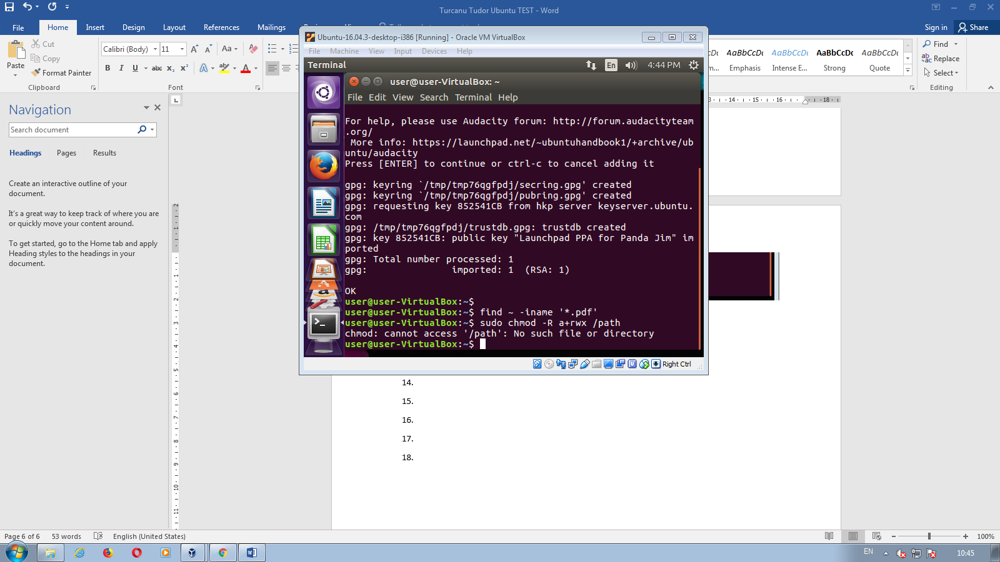 Turcanu Tudor Ubuntu TEST - Word
File Home Insert Design Layout References Mailings
Sign in Share
Cut
Copy
Format Painter
Paste
Clipboard
Calibri (Body) 11
Font
AaBbCcDc AaBbCcDc AaBbCcDc AaBbCcDc
Emphasis Intense E... Strong Quote
Find
Replace
Select
Editing
Navigation
Search document
Headings Pages Results
Create an interactive outline of your
document.
It's a great way to keep track of where you are
or quickly move your content around.
To get started, go to the Home tab and apply
Heading styles to the headings in your
document.
Ubuntu-16.04.3-desktop-i386 [Running] - Oracle VM VirtualBox
File Machine View Input Devices Help
Terminal En 4:44 PM
user@user-VirtualBox: ~
File Edit View Search Terminal Help
For help, please use Audacity forum: http://forum.audacityteam
.org/
More info: https://launchpad.net/~ubuntuhandbook1/+archive/ub
untu/audacity
Press [ENTER] to continue or ctrl-c to cancel adding it
gpg: keyring `/tmp/tmp76qgfpdj/secring.gpg' created
gpg: keyring `/tmp/tmp76qgfpdj/pubring.gpg' created
gpg: requesting key 852541CB from hkp server keyserver.ubuntu.
com
gpg: /tmp/tmp76qgfpdj/trustdb.gpg: trustdb created
gpg: key 852541CB: public key "Launchpad PPA for Panda Jim" im
ported
gpg: Total number processed: 1
gpg: imported: 1 (RSA: 1)
OK
user@user-VirtualBox:~$
user@user-VirtualBox:~$ find ~ -iname '*.pdf'
user@user-VirtualBox:~$ sudo chmod -R a+rwx /path
chmod: cannot access '/path': No such file or directory
user@user-VirtualBox:~$
Right Ctrl
14.
15.
16.
17.
18.
Page 6 of 6 53 words English (United States) 100%
EN 10:45